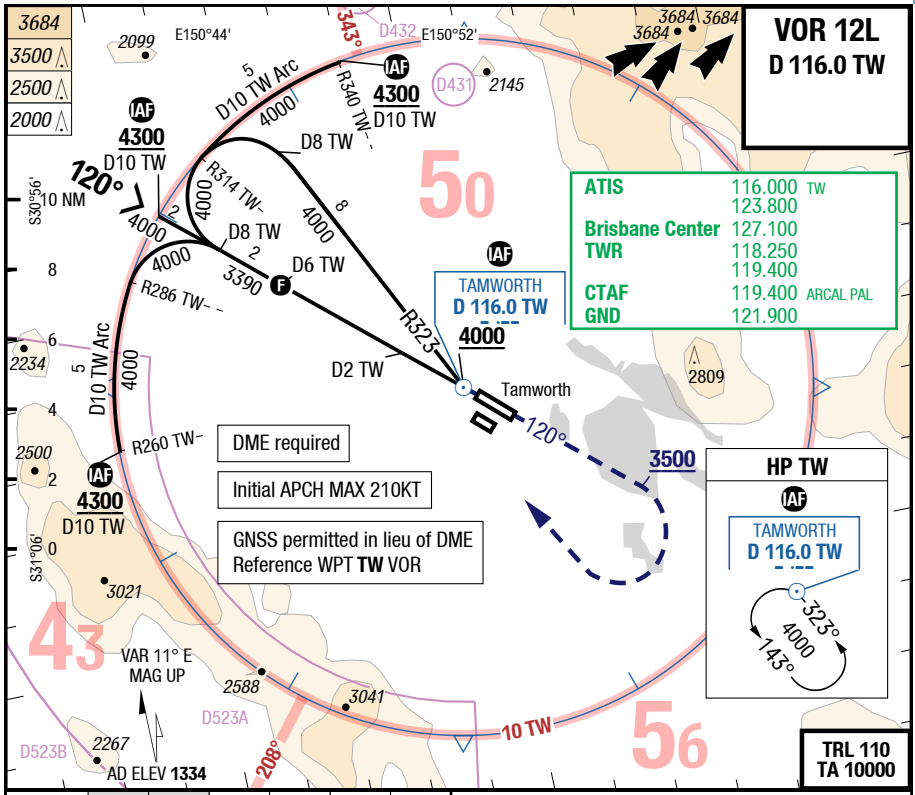 3684
3500
2500
2000
2099
E150°44'
343°
D432
E150°52'
3684
3684
3684
VOR 12L
D 116.0 TW
5
D10 TW Arc
4000
IAF
4300
D10 TW
R340 TW
D431
2145
IAF
4300
D10 TW
120°
S30°56'
10 NM
2
4000
R314 TW
4000
D8 TW
8
4000
50
ATIS 116.000 TW
123.800
Brisbane Center 127.100
TWR 118.250
119.400
CTAF 119.400 ARCAL PAL
GND 121.900
D8 TW
2
4000
3390
D6 TW
F
IAF
TAMWORTH
D 116.0 TW
4000
R323
8
R286 TW
6
2234
5
D10 TW Arc
4000
D2 TW
4
Tamworth
2809
120°
R260 TW
DME required
2500
2
IAF
4300
D10 TW
Initial APCH MAX 210KT
3500
GNSS permitted in lieu of DME
Reference WPT TW VOR
S31°06'
0
3021
HP TW
IAF
TAMWORTH
D 116.0 TW
323°
4000
143°
43
VAR 11° E
MAG UP
2588
3041
D523A
D523B
2267
AD ELEV 1334
208°
10 TW
56
TRL 110
TA 10000